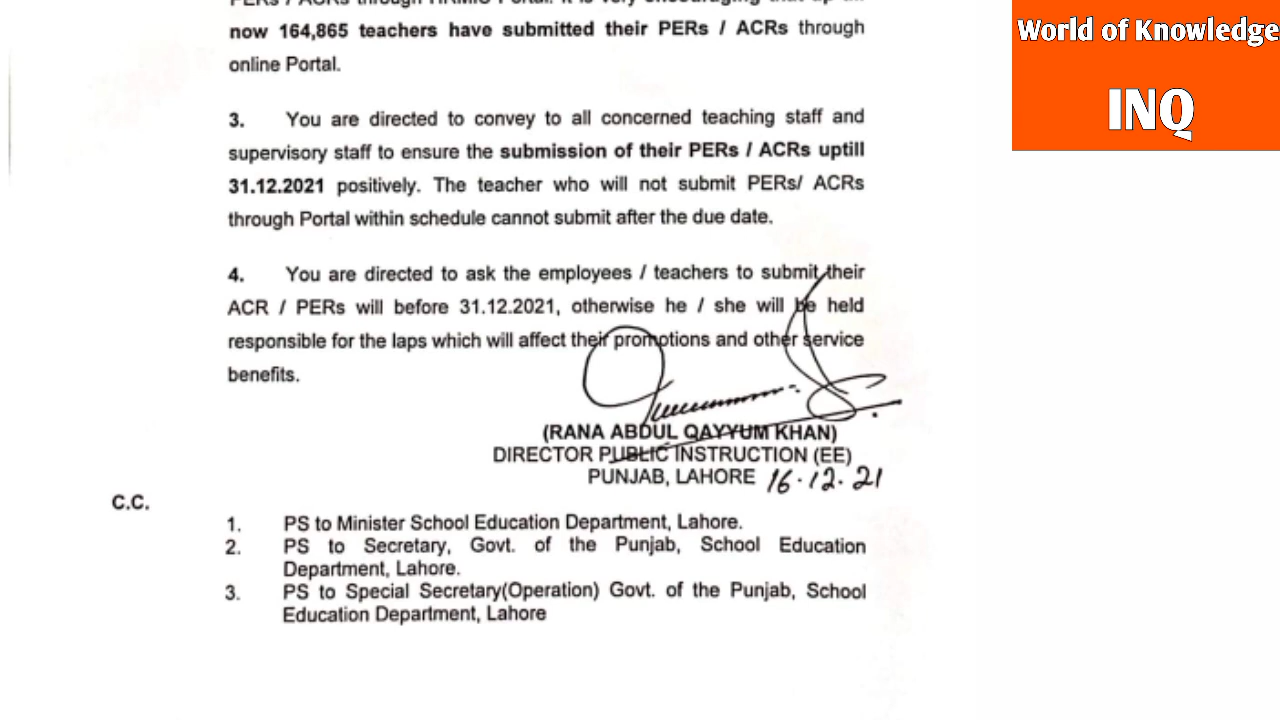 now 164,865 teachers have submitted their PERs / ACRs through
online Portal.
3. You are directed to convey to all concerned teaching staff and
supervisory staff to ensure the submission of their PERs / ACRs uptill
31.12.2021 positively. The teacher who will not submit PERs/ ACRs
through Portal within schedule cannot submit after the due date.
4. You are directed to ask the employees / teachers to submit their
ACR / PERs will before 31.12.2021, otherwise he / she will be held
responsible for the laps which will affect their promotions and other service
benefits.
(RANA ABDUL QAYYUM KHAN)
DIRECTOR PUBLIC INSTRUCTION (EE)
PUNJAB, LAHORE 16.12.21
C.C.
1. PS to Minister School Education Department, Lahore.
2. PS to Secretary, Govt. of the Punjab, School Education
Department, Lahore.
3. PS to Special Secretary(Operation) Govt. of the Punjab, School
Education Department, Lahore
World of Knowledge
INQ